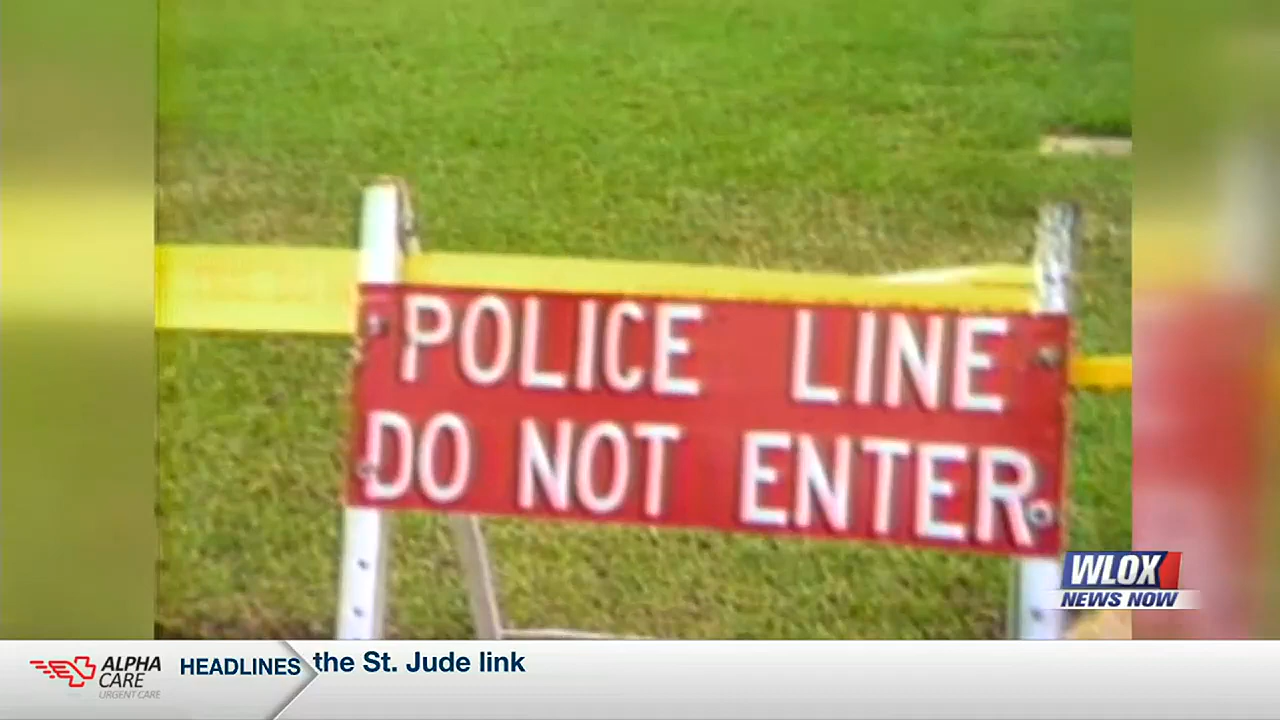 POLICE LINE
DO NOT ENTER
WLOX
NEWS NOW
ALPHA
CARE
URGENT CARE
HEADLINES
the St. Jude link